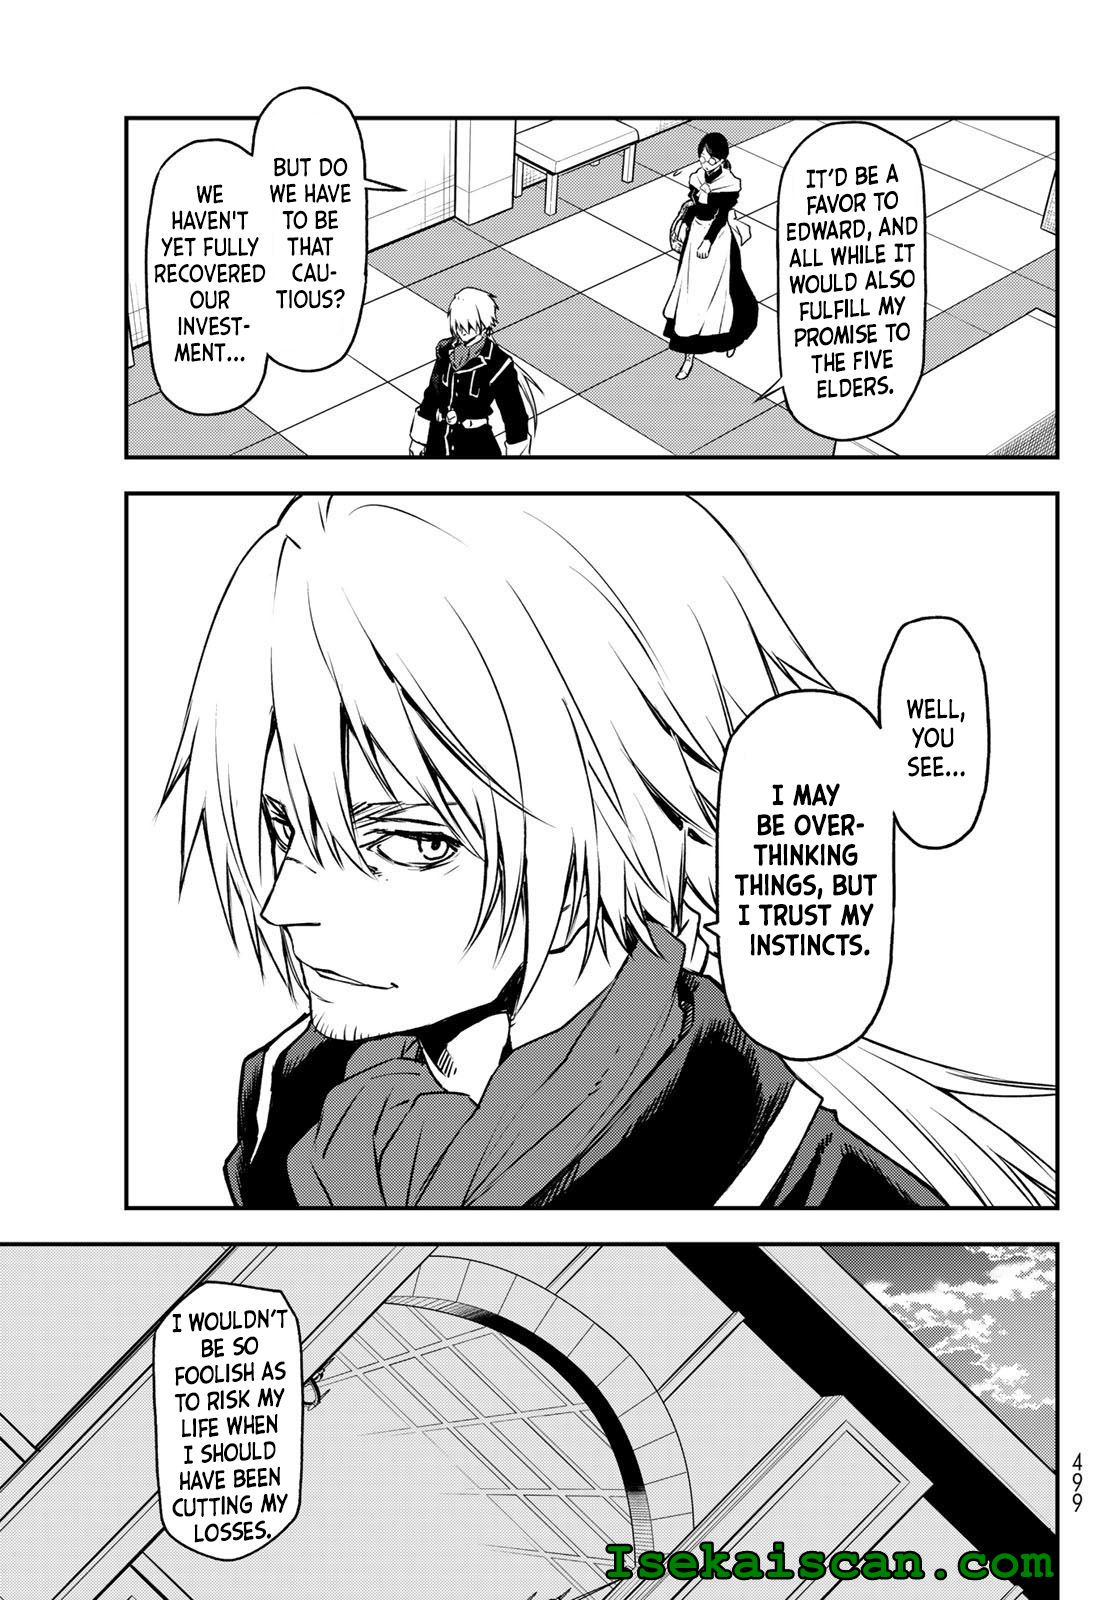 IT'D BE A
FAVOR TO
EDWARD, AND
ALL WHILE IT
WOULD ALSO
FULFILL MY
PROMISE TO
THE FIVE
ELDERS.
BUT DO
WE HAVE
TO BE
THAT
CAU-
TIOUS?
WE
HAVEN'T
YET FULLY
RECOVERED
OUR
INVEST-
MENT...
WELL,
YOU
SEE...
I MAY
BE OVER-
THINKING
THINGS, BUT
I TRUST MY
INSTINCTS.
I WOULDN'T
BE SO
FOOLISH AS
TO RISK MY
LIFE WHEN
I SHOULD
HAVE BEEN
CUTTING MY
LOSSES.
499
Isekaiscan.com